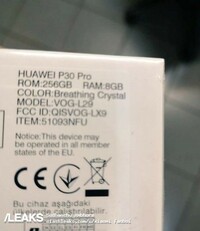 HUAWEI P30 Pro
ROM:256GB RAM:8GB
COLOR:Breathing Crystal
MODEL:VOG-L29
FCC ID:QISVOG-LX9
ITEM:51093NFU
Notice:This device may
be operated in all member
states of the EU.
CE
Bu cihaz aşağıdaki
/LEAKS